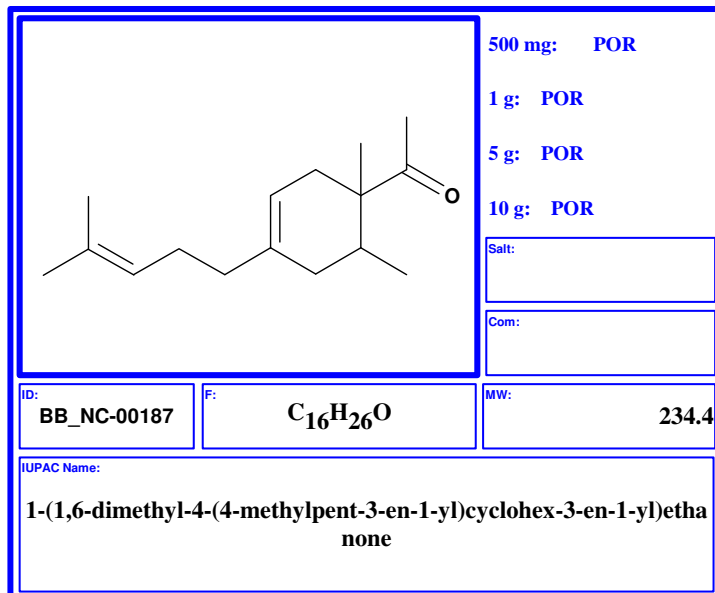 500 mg: POR
1 g: POR
5 g: POR
10 g: POR
O
Salt:
Com:
ID:
BB_NC-00187
F:
C16H26O
MW:
234.4
IUPAC Name:
1-(1,6-dimethyl-4-(4-methylpent-3-en-1-yl)cyclohex-3-en-1-yl)etha
none